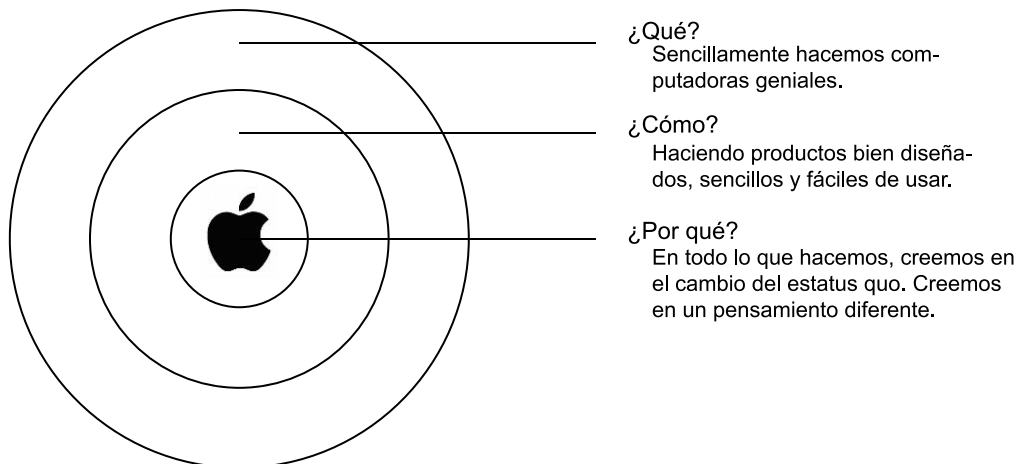 ¿Qué?
Sencillamente hacemos com-
putadoras geniales.
¿Cómo?
Haciendo productos bien diseña-
dos, sencillos y fáciles de usar.
¿Por qué?
En todo lo que hacemos, creemos en
el cambio del estatus quo. Creemos
en un pensamiento diferente.